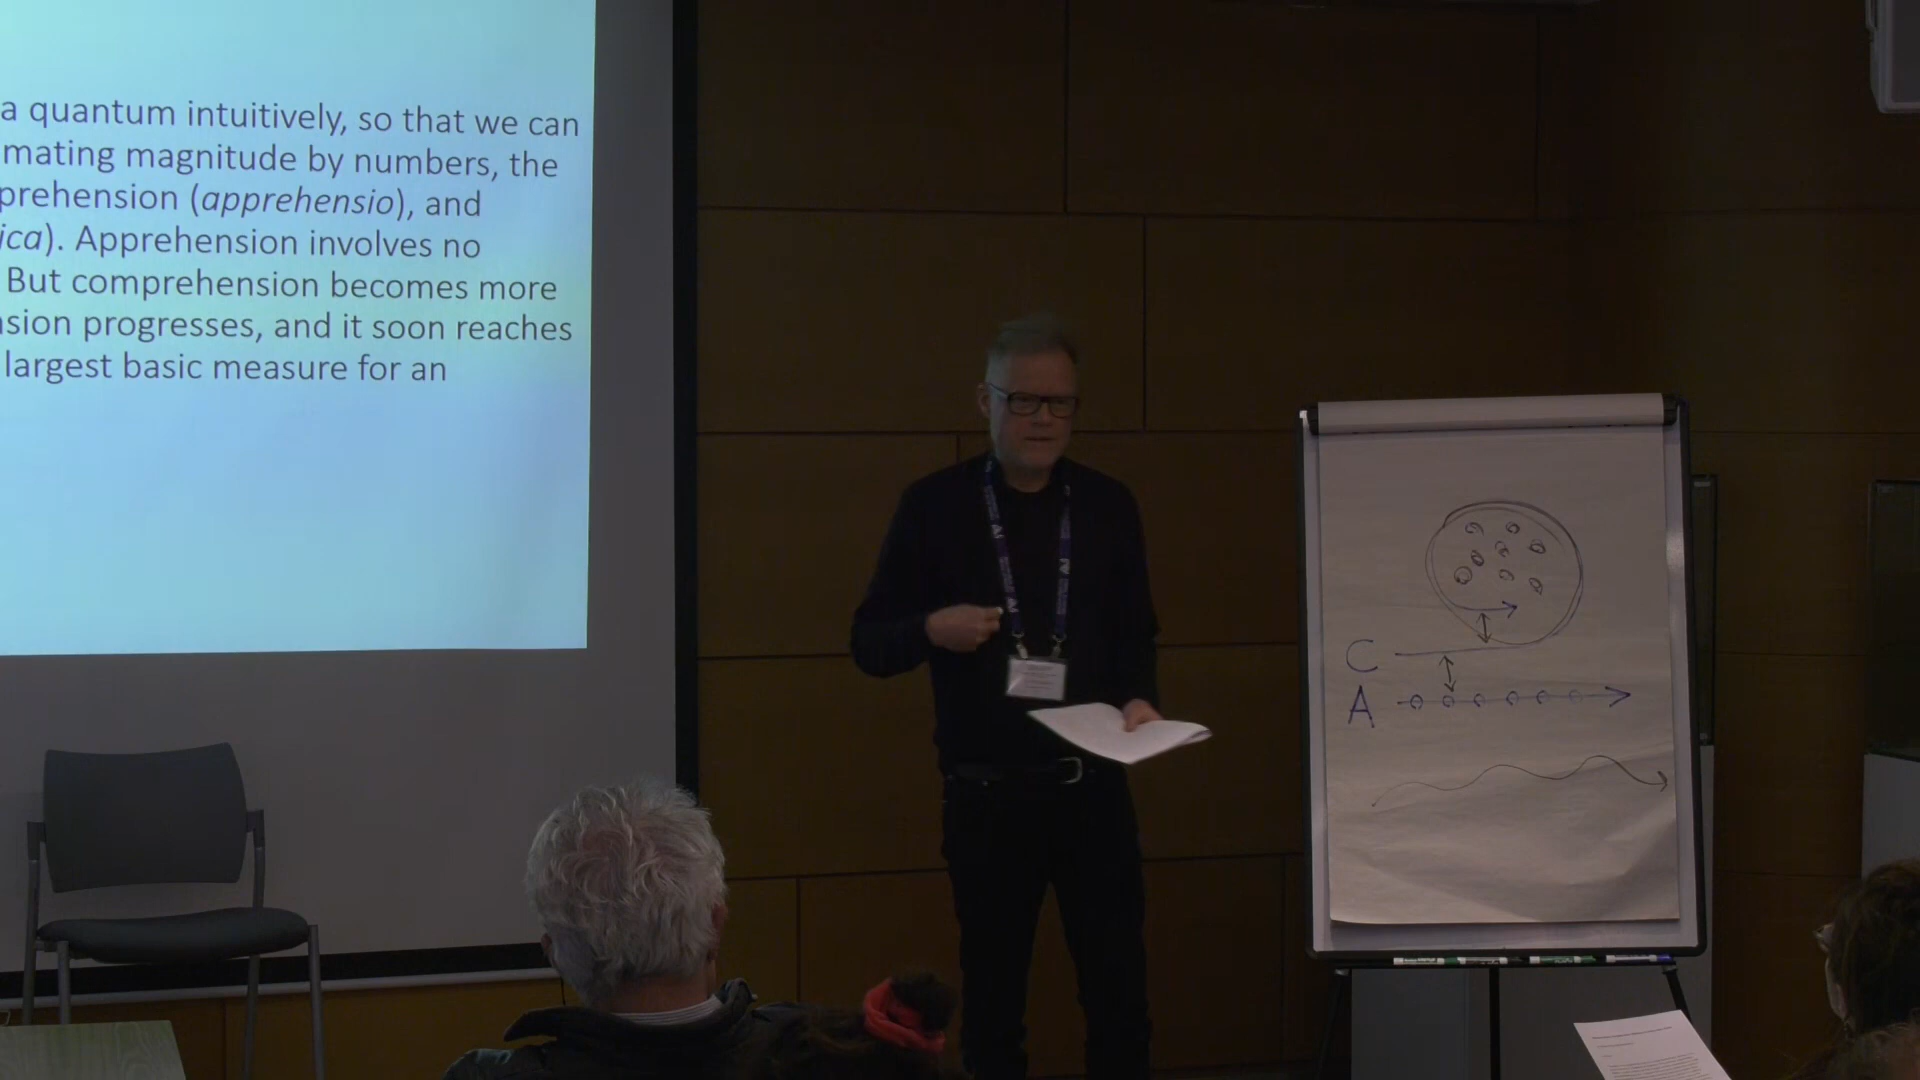 a quantum intuitively, so that we can
mating magnitude by numbers, the
prehension (apprehensio), and
ica). Apprehension involves no
But comprehension becomes more
nsion progresses, and it soon reaches
largest basic measure for an
C
A